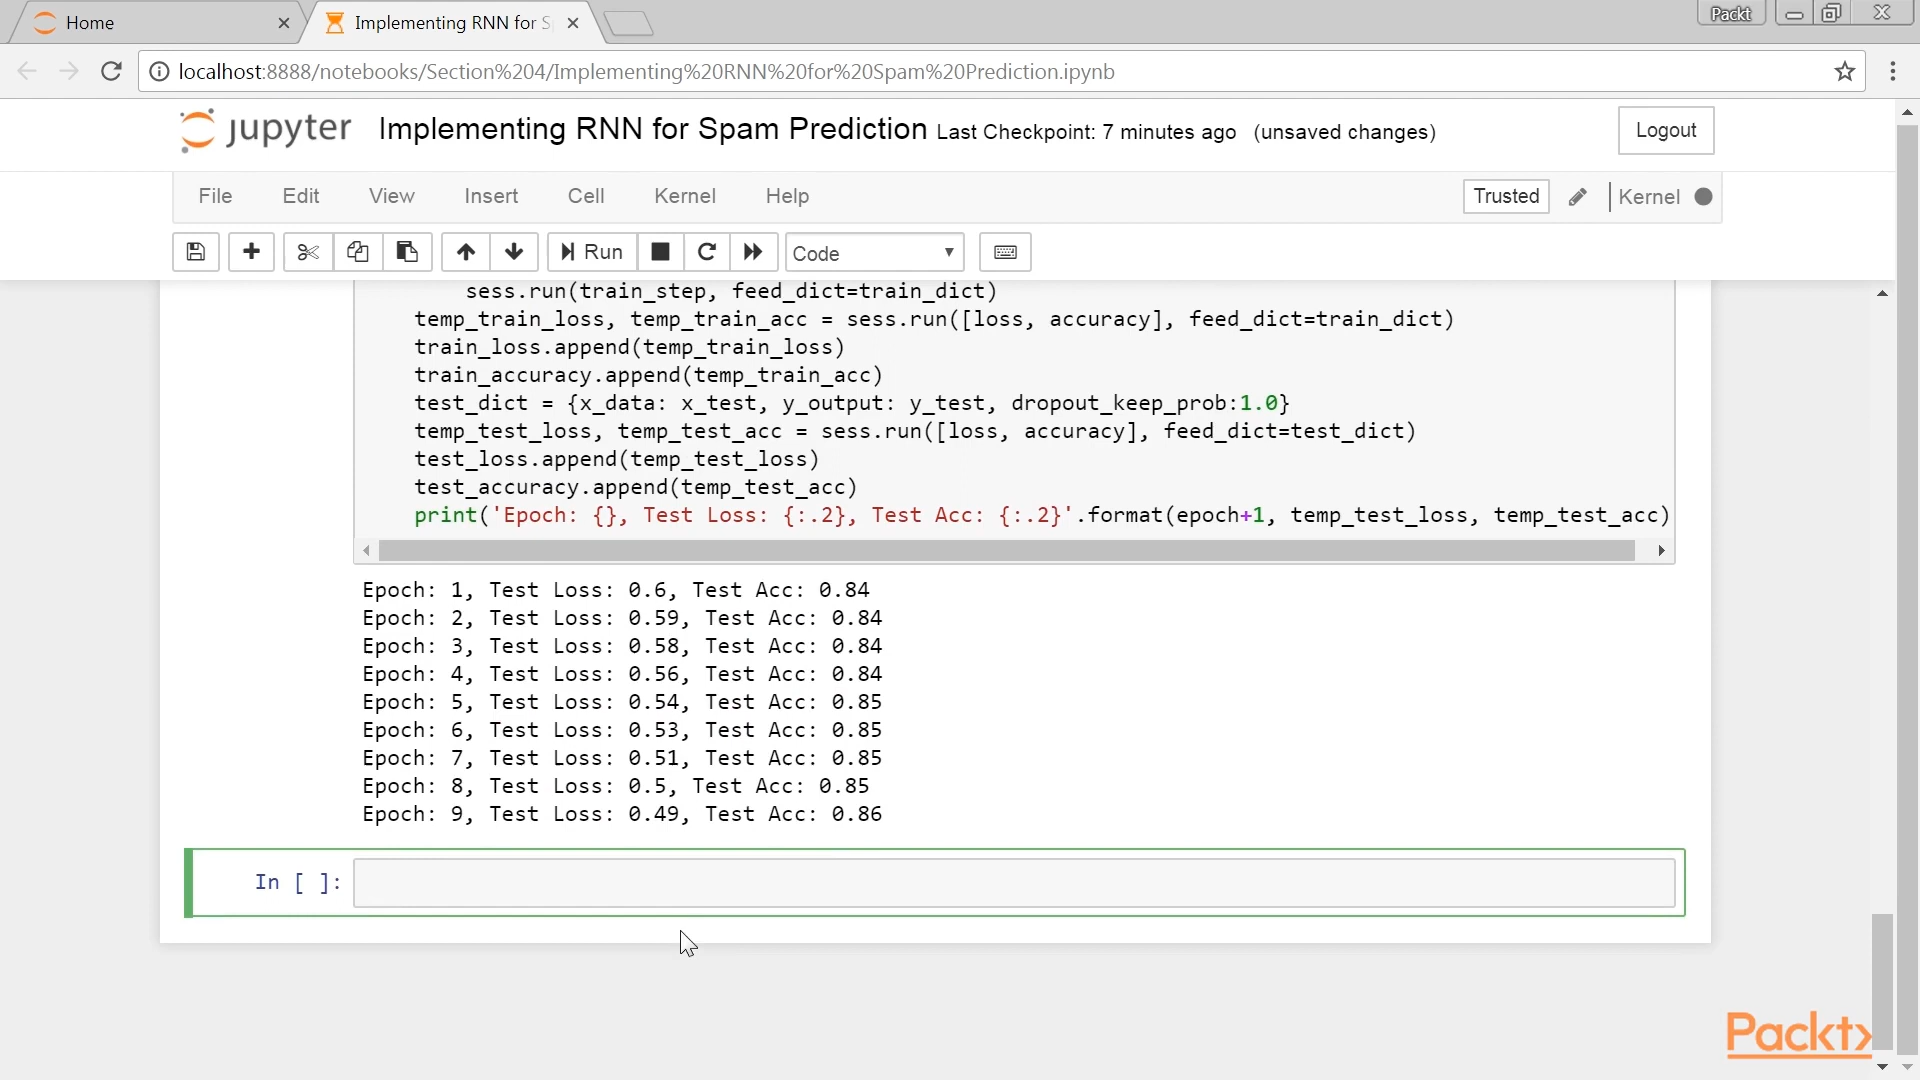 Home
Implementing RNN for S
Packt
localhost:8888/notebooks/Section%204/Implementing%20RNN%20for%20Spam%20Prediction.ipynb
jupyter Implementing RNN for Spam Prediction Last Checkpoint: 7 minutes ago (unsaved changes)
Logout
File Edit View Insert Cell Kernel Help
Trusted Kernel
Run Code
sess.run(train_step, feed_dict=train_dict)
temp_train_loss, temp_train_acc = sess.run([loss, accuracy], feed_dict=train_dict)
train_loss.append(temp_train_loss)
train_accuracy.append(temp_train_acc)
test_dict = {x_data: x_test, y_output: y_test, dropout_keep_prob:1.0}
temp_test_loss, temp_test_acc = sess.run([loss, accuracy], feed_dict=test_dict)
test_loss.append(temp_test_loss)
test_accuracy.append(temp_test_acc)
print('Epoch: {}, Test Loss: {:.2}, Test Acc: {:.2}'.format(epoch+1, temp_test_loss, temp_test_acc)
Epoch: 1, Test Loss: 0.6, Test Acc: 0.84
Epoch: 2, Test Loss: 0.59, Test Acc: 0.84
Epoch: 3, Test Loss: 0.58, Test Acc: 0.84
Epoch: 4, Test Loss: 0.56, Test Acc: 0.84
Epoch: 5, Test Loss: 0.54, Test Acc: 0.85
Epoch: 6, Test Loss: 0.53, Test Acc: 0.85
Epoch: 7, Test Loss: 0.51, Test Acc: 0.85
Epoch: 8, Test Loss: 0.5, Test Acc: 0.85
Epoch: 9, Test Loss: 0.49, Test Acc: 0.86
In [ ]:
Packt